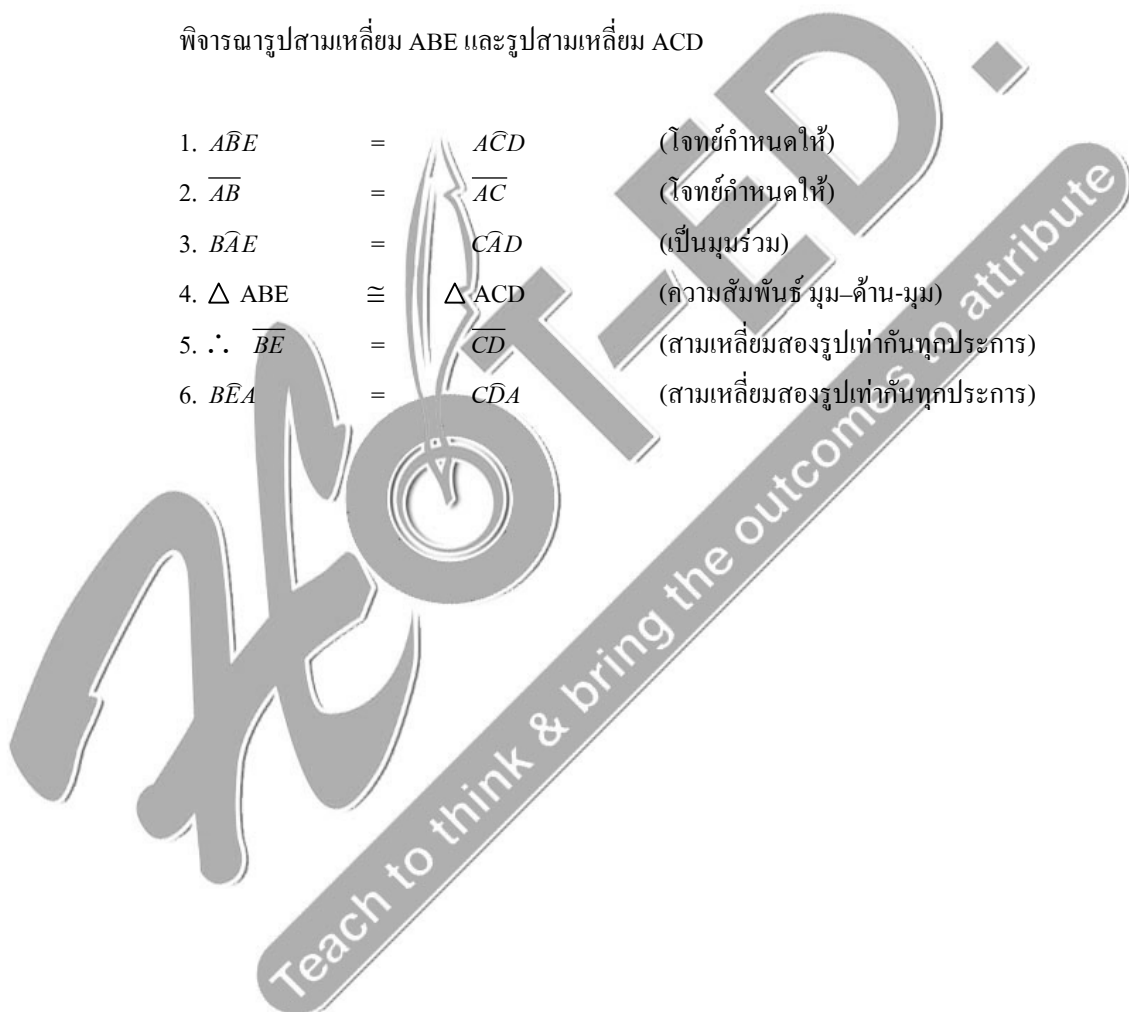 พิจารณารูปสามเหลี่ยม ABE และรูปสามเหลี่ยม ACD
1. AB̂E = AĈD (โจทย์กำหนดให้)
2. A̅B̅ = A̅C̅ (โจทย์กำหนดให้)
3. BÂE = CÂD (เป็นมุมร่วม)
4. △ ABE ≅ △ ACD (ความสัมพันธ์ มุม–ด้าน-มุม)
5. ∴ B̅E̅ = C̅D̅ (สามเหลี่ยมสองรูปเท่ากันทุกประการ)
6. BÊA = CD̂A (สามเหลี่ยมสองรูปเท่ากันทุกประการ)
HOT-ED.
Teach to think & bring the outcomes to attribute